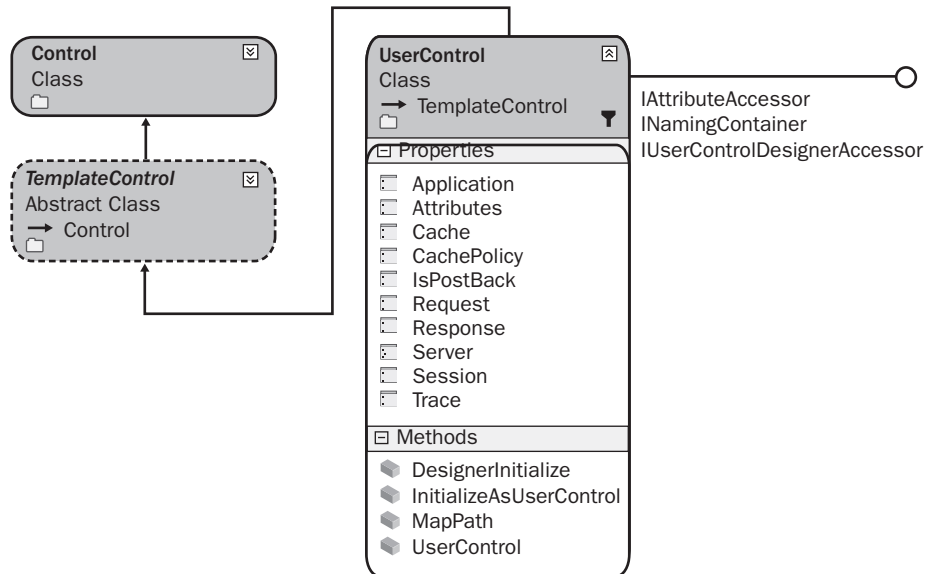 Control
Class
TemplateControl
Abstract Class
Control
UserControl
Class
TemplateControl
Properties
Application
Attributes
Cache
CachePolicy
IsPostBack
Request
Response
Server
Session
Trace
Methods
DesignerInitialize
InitializeAsUserControl
MapPath
UserControl
IAttributeAccessor
INamingContainer
IUserControlDesignerAccessor